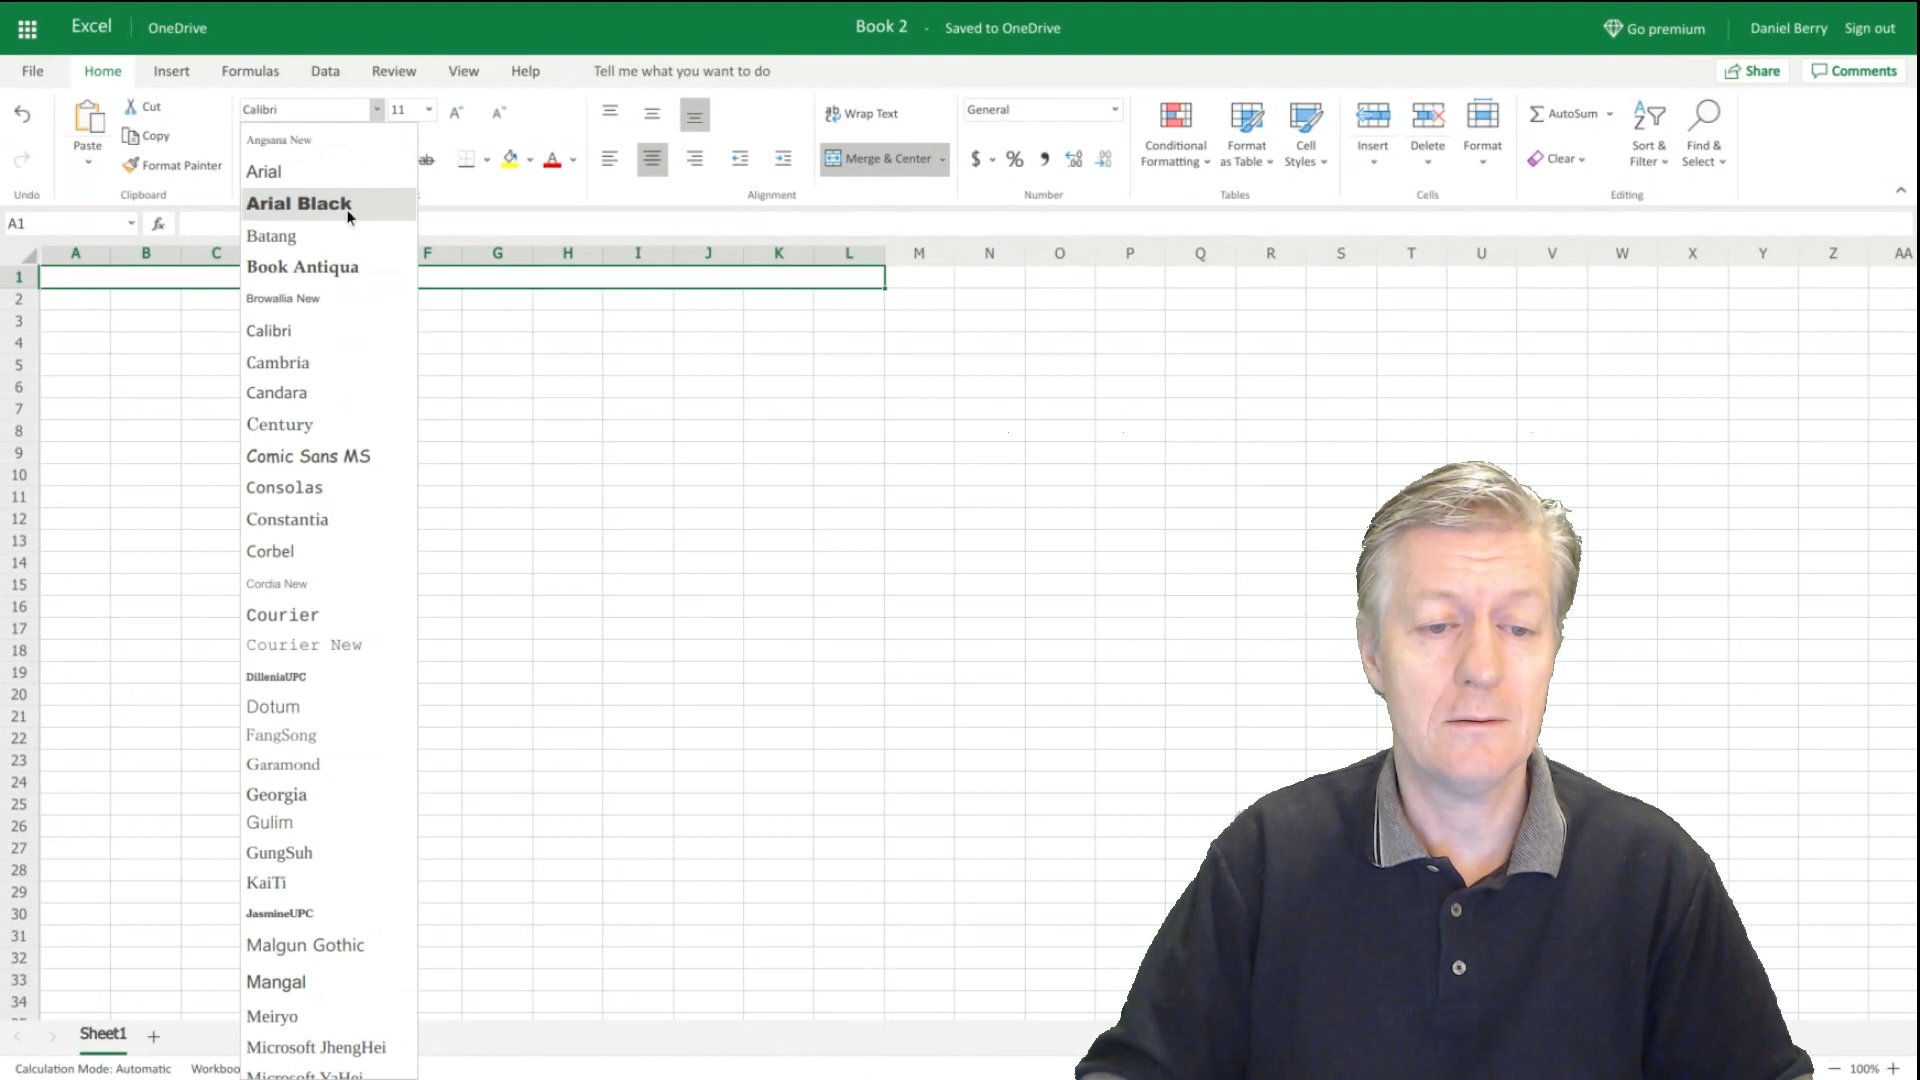 Excel OneDrive Book 2 - Saved to OneDrive Go premium Daniel Berry Sign out
File Home Insert Formulas Data Review View Help Tell me what you want to do Share Comments
Cut
Copy
Format Painter
Paste
Undo
Clipboard
Calibri 11
ab
A
Wrap Text
Merge & Center
Alignment
General
$ %
Number
Conditional
Formatting
Format
as Table
Cell
Styles
Tables
Insert
Delete
Format
Cells
AutoSum
Clear
Sort &
Filter
Find &
Select
Editing
A1 fx
A B C F G H I J K L M N O P Q R S T U V W X Y Z AA
1
2
3
4
5
6
7
8
9
10
11
12
13
14
15
16
17
18
19
20
21
22
23
24
25
26
27
28
29
30
31
32
33
34
Angsana New
Arial
Arial Black
Batang
Book Antiqua
Browallia New
Calibri
Cambria
Candara
Century
Comic Sans MS
Consolas
Constantia
Corbel
Cordia New
Courier
Courier New
DilleniaUPC
Dotum
FangSong
Garamond
Georgia
Gulim
GungSuh
KaiTi
JasmineUPC
Malgun Gothic
Mangal
Meiryo
Microsoft JhengHei
Microsoft YaHei
Sheet1
Calculation Mode: Automatic Workboo
100%